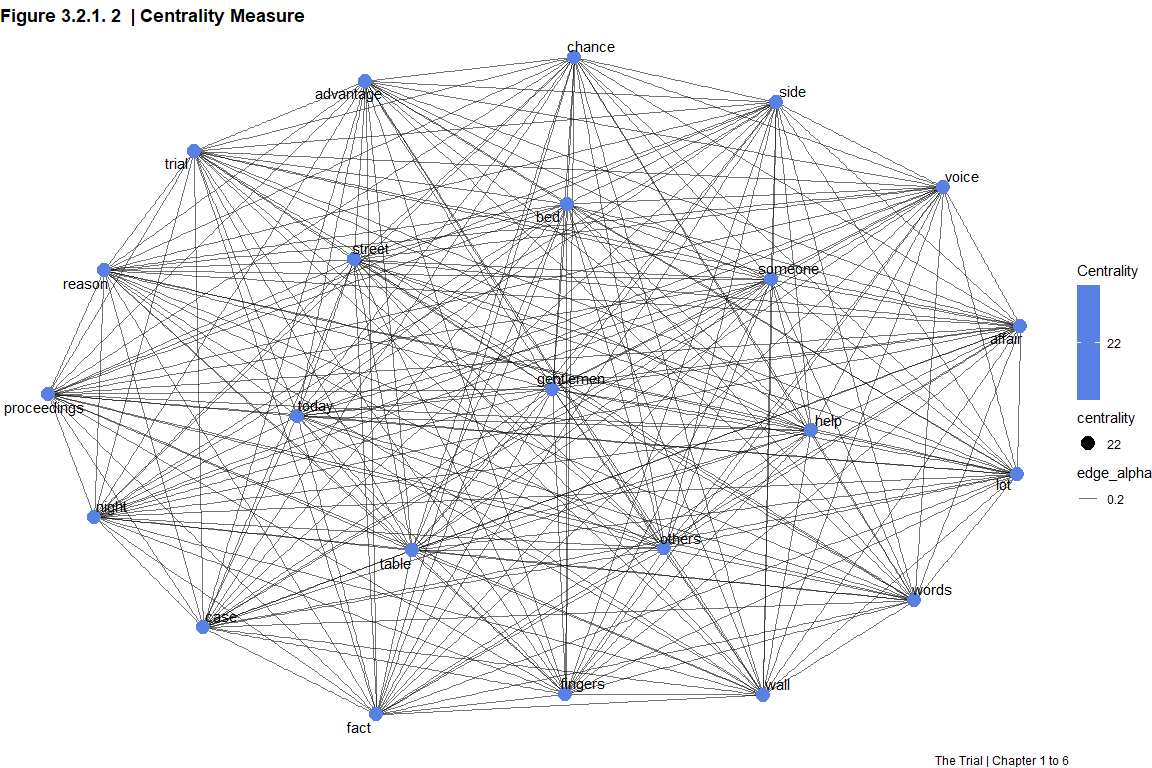 Figure 3.2.1. 2 | Centrality Measure
chance
advantage
side
trial
voice
bed
street
someone
reason
Centrality
22
affair
gentlemen
proceedings
today
help
centrality
22
edge_alpha
0.2
lot
night
others
table
words
case
fingers
wall
fact
The Trial | Chapter 1 to 6